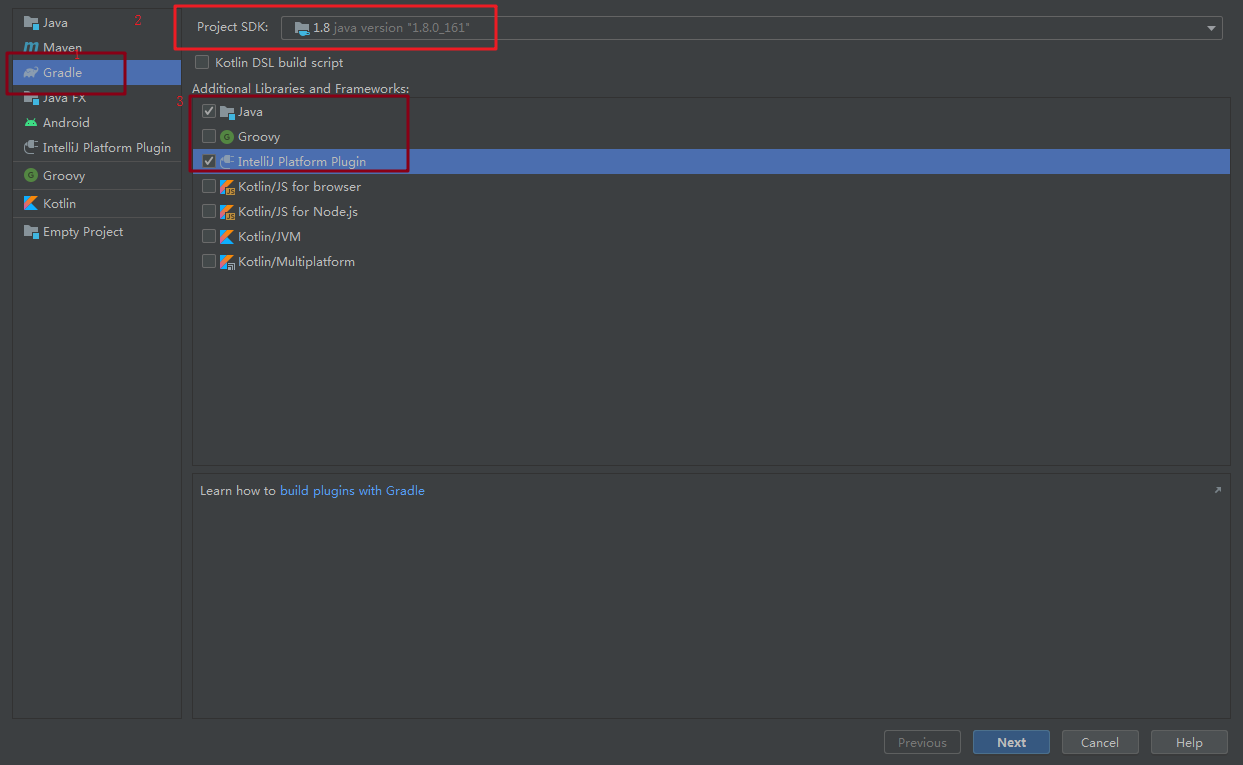 Java
Maven
Gradle
Java FX
Android
IntelliJ Platform Plugin
Groovy
Kotlin
Empty Project
2
1
3
Project SDK: 1.8 java version "1.8.0_161"
Kotlin DSL build script
Additional Libraries and Frameworks:
Java
Groovy
IntelliJ Platform Plugin
Kotlin/JS for browser
Kotlin/JS for Node.js
Kotlin/JVM
Kotlin/Multiplatform
Learn how to build plugins with Gradle
Previous Next Cancel Help